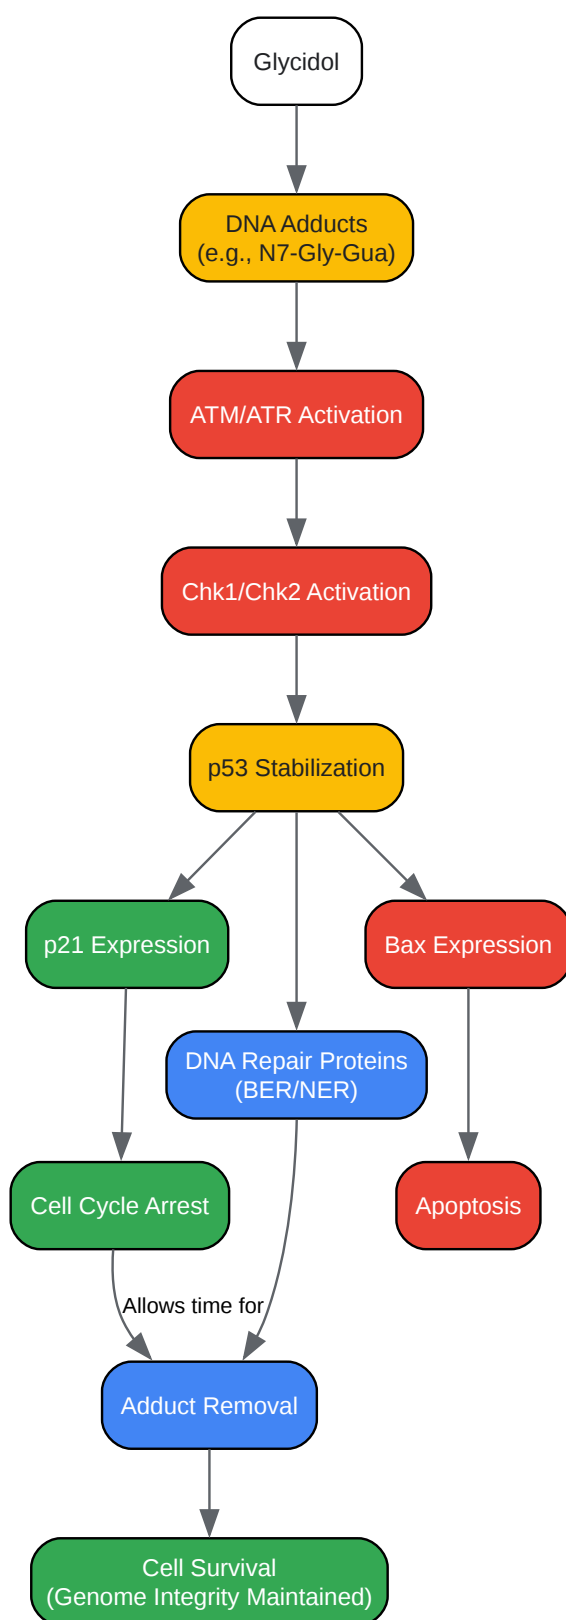 Glycidol
DNA Adducts
(e.g., N7-Gly-Gua)
ATM/ATR Activation
Chk1/Chk2 Activation
p53 Stabilization
p21 Expression
Bax Expression
DNA Repair Proteins
(BER/NER)
Cell Cycle Arrest
Apoptosis
Allows time for
Adduct Removal
Cell Survival
(Genome Integrity Maintained)